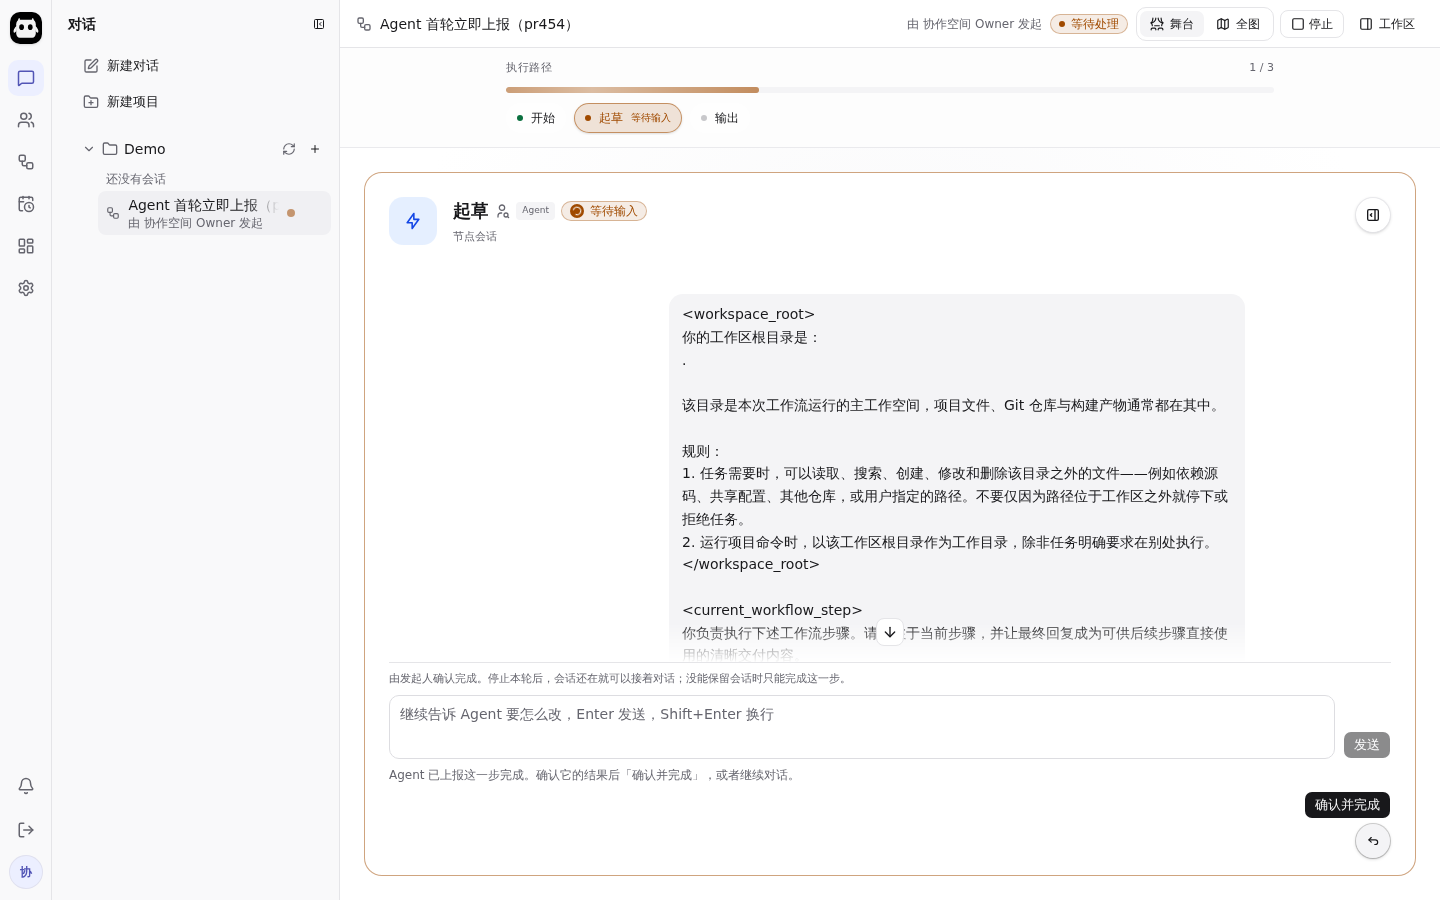 对话
新建对话
新建项目
Demo
还没有会话
Agent 首轮立即上报
由 协作空间 Owner 发起
协
Agent 首轮立即上报（pr454）
由 协作空间 Owner 发起
等待处理
舞台
全图
停止
工作区
执行路径
1 / 3
开始
起草 等待输入
输出
起草
Agent
等待输入
节点会话
<workspace_root>
你的工作区根目录是：
.
该目录是本次工作流运行的主工作空间，项目文件、Git 仓库与构建产物通常都在其中。
规则：
1. 任务需要时，可以读取、搜索、创建、修改和删除该目录之外的文件——例如依赖源
码、共享配置、其他仓库，或用户指定的路径。不要仅因为路径位于工作区之外就停下或
拒绝任务。
2. 运行项目命令时，以该工作区根目录作为工作目录，除非任务明确要求在别处执行。
</workspace_root>
<current_workflow_step>
你负责执行下述工作流步骤。请于当前步骤，并让最终回复成为可供后续步骤直接使
用的清晰交付内容。
由发起人确认完成。停止本轮后，会话还在就可以接着对话；没能保留会话时只能完成这一步。
继续告诉 Agent 要怎么改，Enter 发送，Shift+Enter 换行
发送
Agent 已上报这一步完成。确认它的结果后「确认并完成」，或者继续对话。
确认并完成